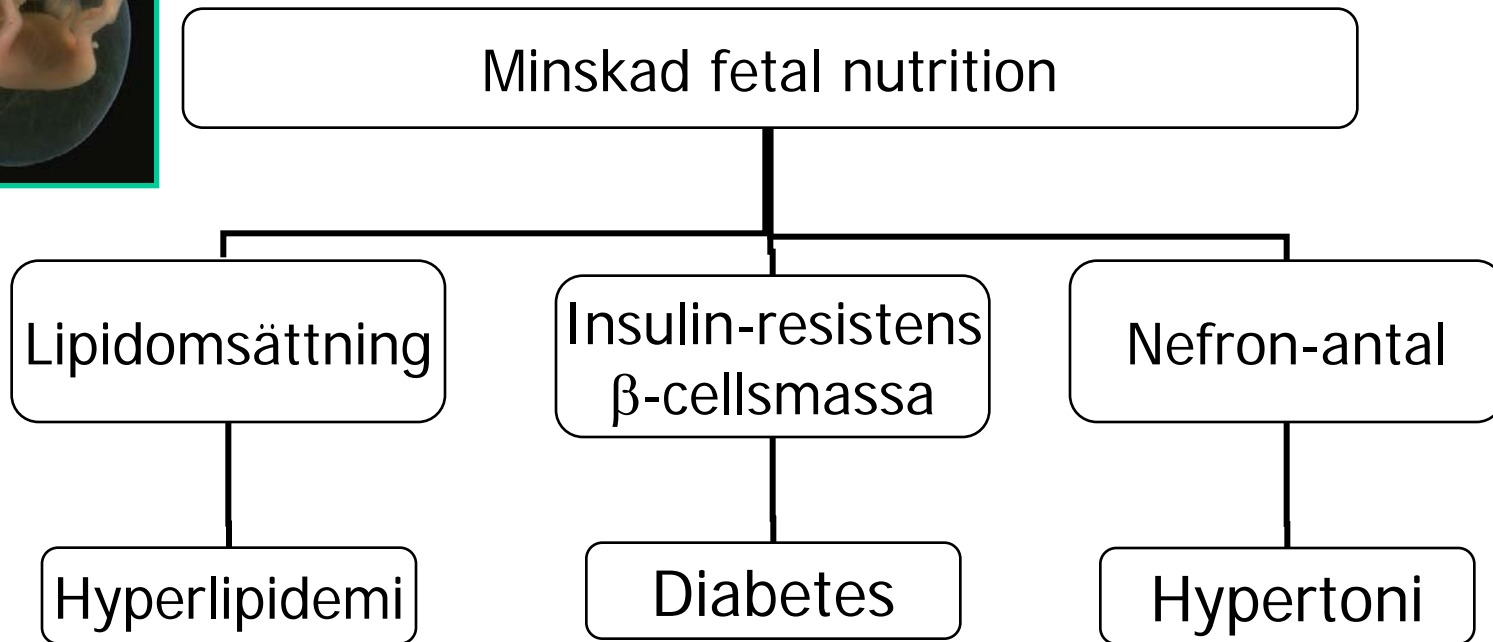 Minskad fetal nutrition
Lipidomsättning
Insulin-resistens
β-cellsmassa
Nefron-antal
Hyperlipidemi
Diabetes
Hypertoni